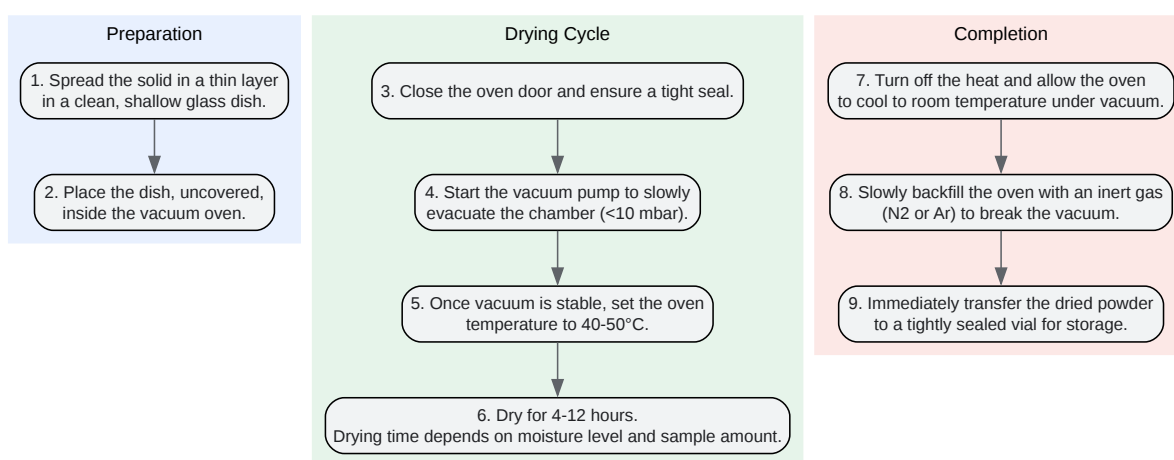 Preparation
1. Spread the solid in a thin layer
in a clean, shallow glass dish.
2. Place the dish, uncovered,
inside the vacuum oven.
Drying Cycle
3. Close the oven door and ensure a tight seal.
4. Start the vacuum pump to slowly
evacuate the chamber (<10 mbar).
5. Once vacuum is stable, set the oven
temperature to 40-50°C.
6. Dry for 4-12 hours.
Drying time depends on moisture level and sample amount.
Completion
7. Turn off the heat and allow the oven
to cool to room temperature under vacuum.
8. Slowly backfill the oven with an inert gas
(N2 or Ar) to break the vacuum.
9. Immediately transfer the dried powder
to a tightly sealed vial for storage.